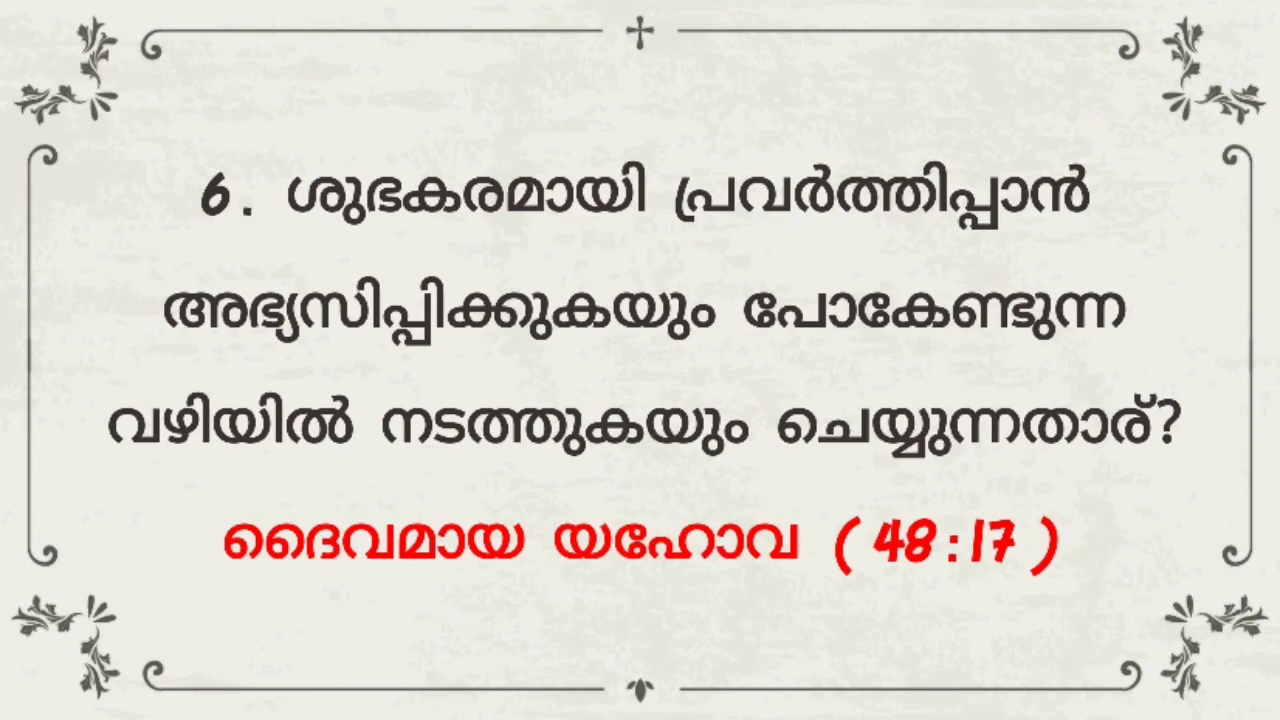 6. ശുഭകരമായി പ്രവർത്തിപ്പാൻ
അഭ്യസിപ്പിക്കുകയും പോകേണ്ടുന്ന
വഴിയിൽ നടത്തുകയും ചെയ്യുന്നതാര്?
ദൈവമായ യഹോവ (48:17)